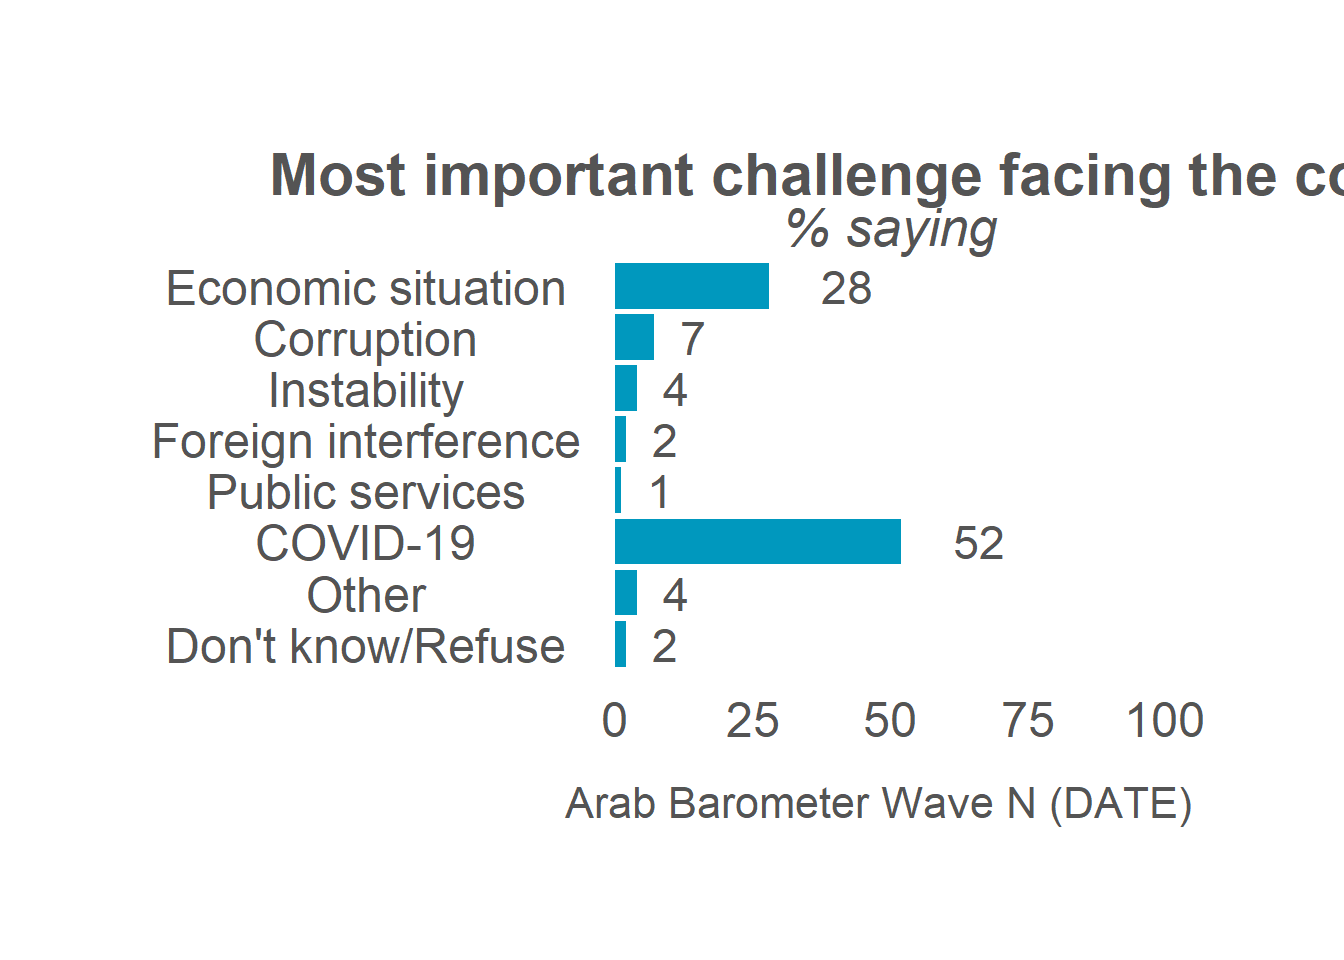 Most important challenge facing the
% saying
Economic situation 28
Corruption 7
Instability 4
Foreign interference 2
Public services 1
COVID-19 52
Other 4
Don't know/Refuse 2
0 25 50 75 100
Arab Barometer Wave N (DATE)